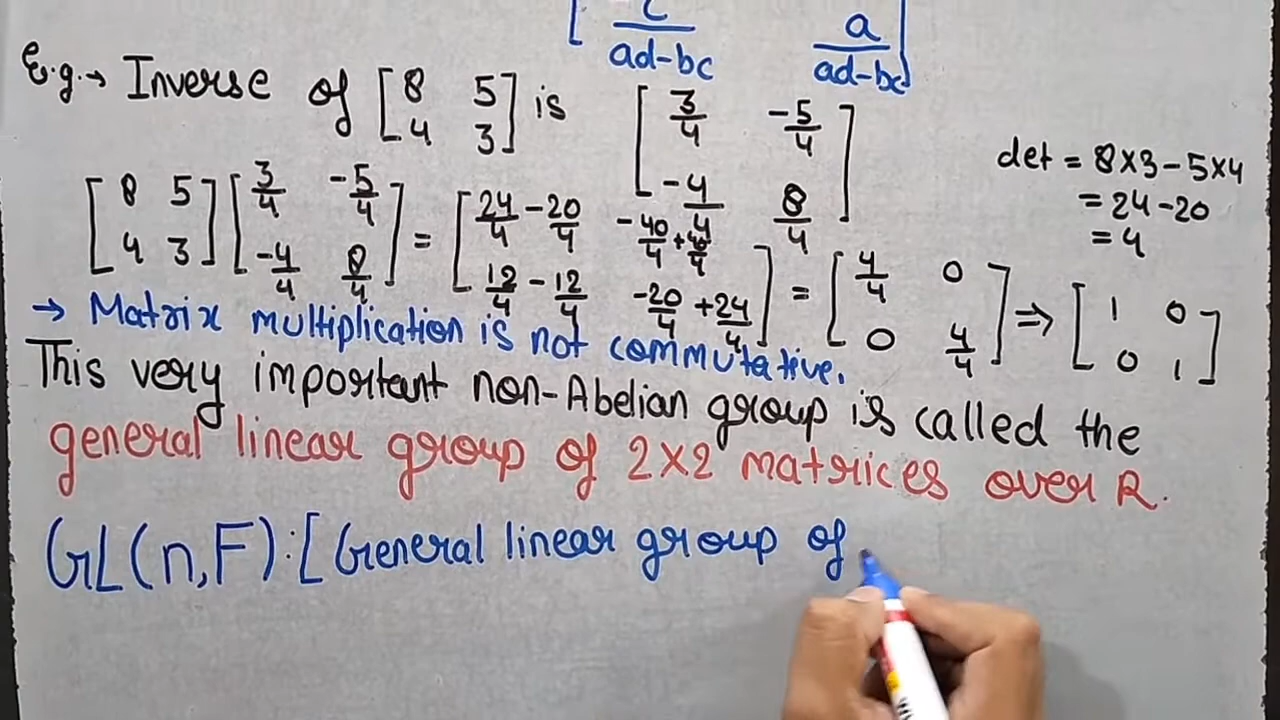 [ c/ad-bc a/ad-bc ]
E.g.→ Inverse of [8 5 4 3] is [3/4 -5/4 -4/4 8/4]
det = 8×3-5×4
= 24-20
= 4
[8 5 4 3] [3/4 -5/4 -4/4 8/4] = [24/4 - 20/4 -40/4 + 40/4 12/4 - 12/4 -20/4 + 24/4] = [4/4 0 0 4/4] ⇒ [1 0 0 1]
→ Matrix multiplication is not commutative.
This very important non-Abelian group is called the
general linear group of 2×2 matrices over R.
GL(n,F):[General linear group of